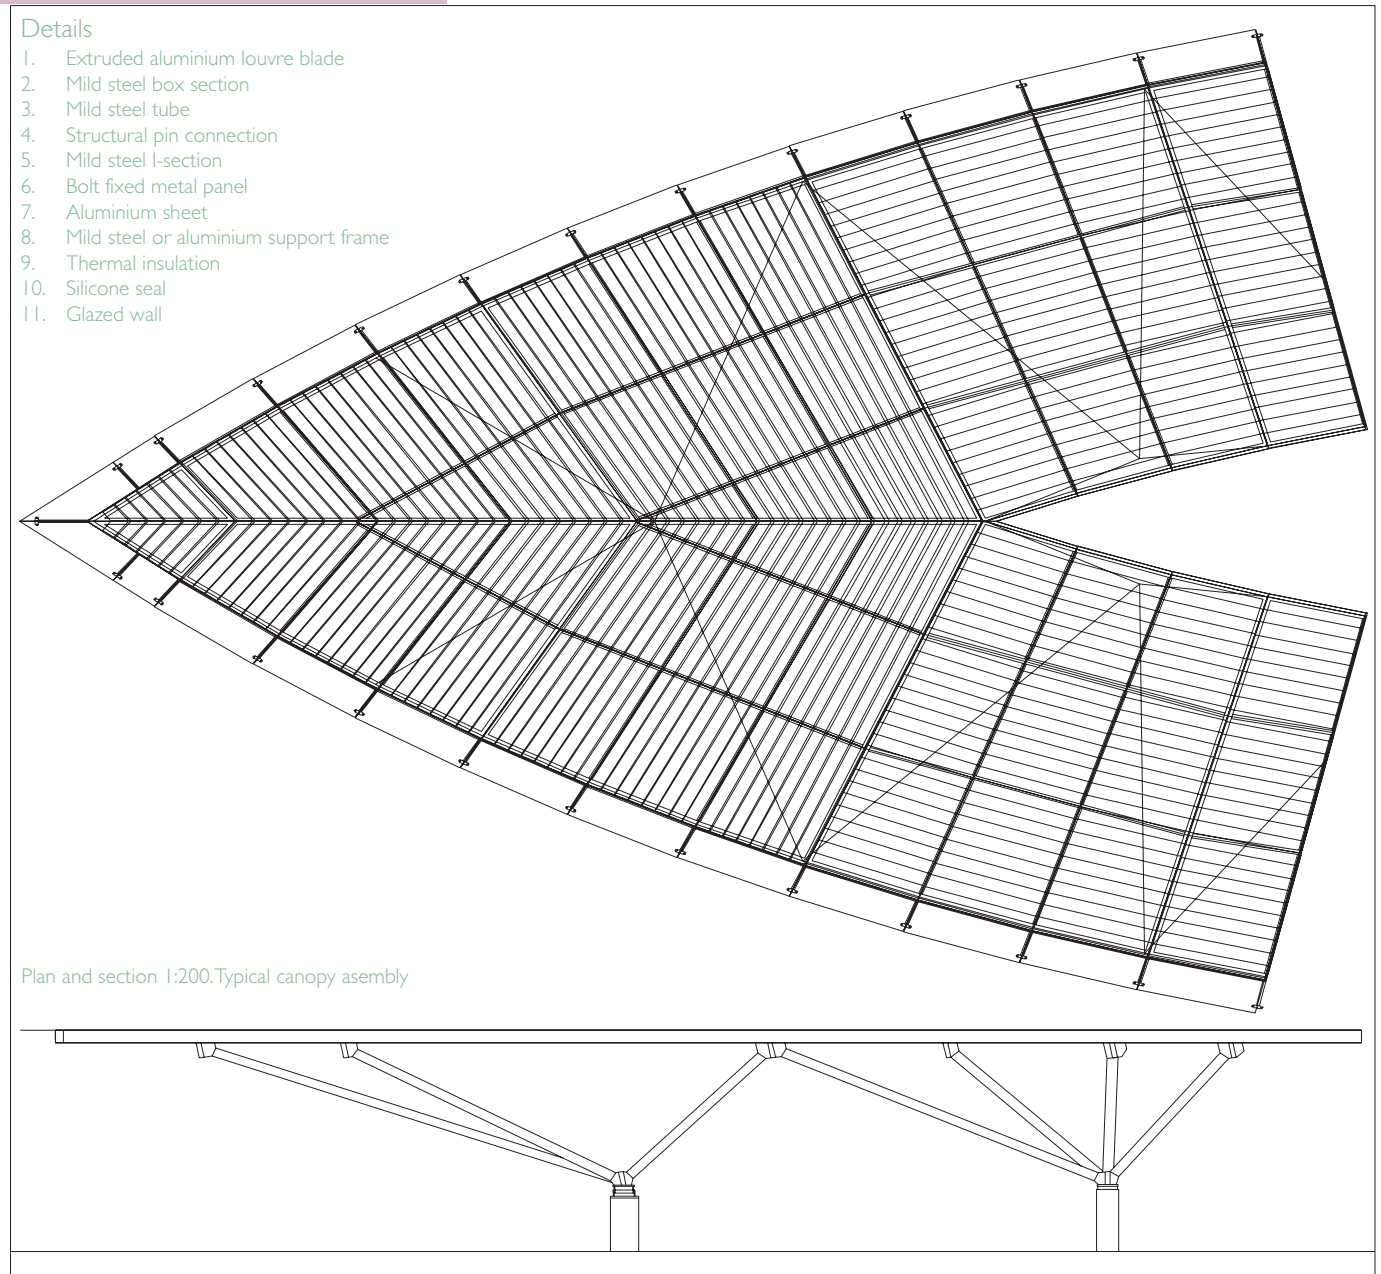 Details
1. Extruded aluminium louvre blade
2. Mild steel box section
3. Mild steel tube
4. Structural pin connection
5. Mild steel I-section
6. Bolt fixed metal panel
7. Aluminium sheet
8. Mild steel or aluminium support frame
9. Thermal insulation
10. Silicone seal
11. Glazed wall
Plan and section 1:200. Typical canopy asembly